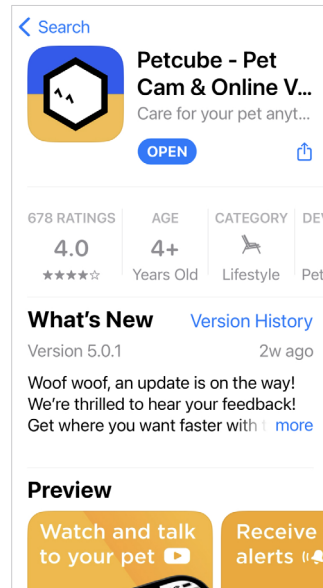 Search
Petcube - Pet
Cam & Online V...
Care for your pet anyt...
OPEN
678 RATINGS
AGE
CATEGORY
4.0
4+
★★★★☆
Years Old
Lifestyle
Pet
What's New
Version History
Version 5.0.1
2w ago
Woof woof, an update is on the way!
We're thrilled to hear your feedback!
Get where you want faster with
more
Preview
Watch and talk
to your pet
Receive
alerts